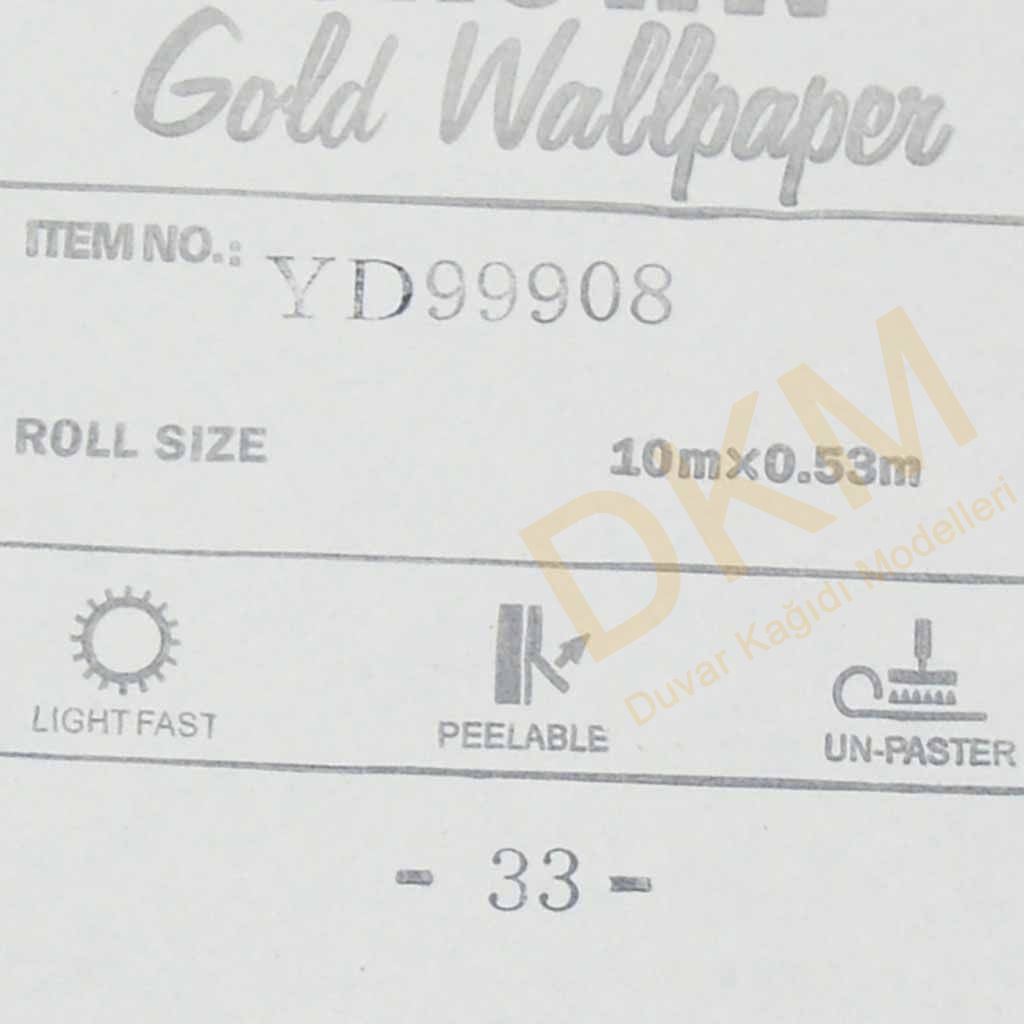 Gold Wallpaper
ITEM NO.: YD99908
ROLL SIZE 10m×0.53m
DKM
Duvar Kağıdı Modelleri
LIGHT FAST PEELABLE UN-PASTER
- 33 -